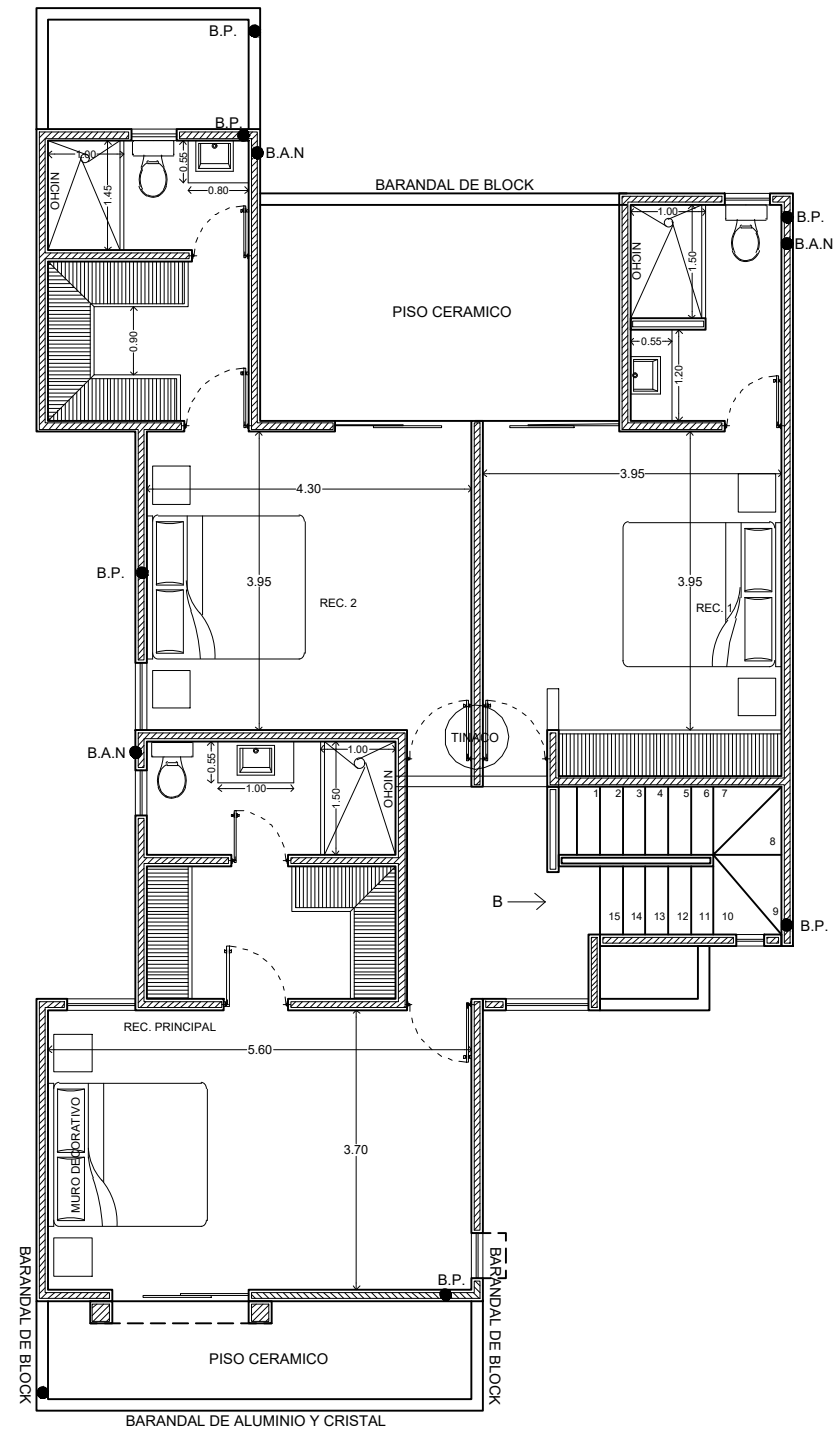 B.P.
B.P.
B.A.N
1.00
0.55
NICHO
1.45
0.80
BARANDAL DE BLOCK
1.00
B.P.
B.A.N
NICHO
1.50
PISO CERAMICO
0.90
0.55
1.20
4.30
3.95
B.P.
3.95
REC. 2
3.95
REC. 1
TINACO
B.A.N
0.55
1.00
1.00
1.50
NICHO
1
2
3
4
5
6
7
8
B
15
14
13
12
11
10
9
B.P.
REC. PRINCIPAL
5.60
3.70
MURO DECORATIVO
B.P.
BARANDAL DE BLOCK
BARANDAL DE BLOCK
PISO CERAMICO
BARANDAL DE ALUMINIO Y CRISTAL